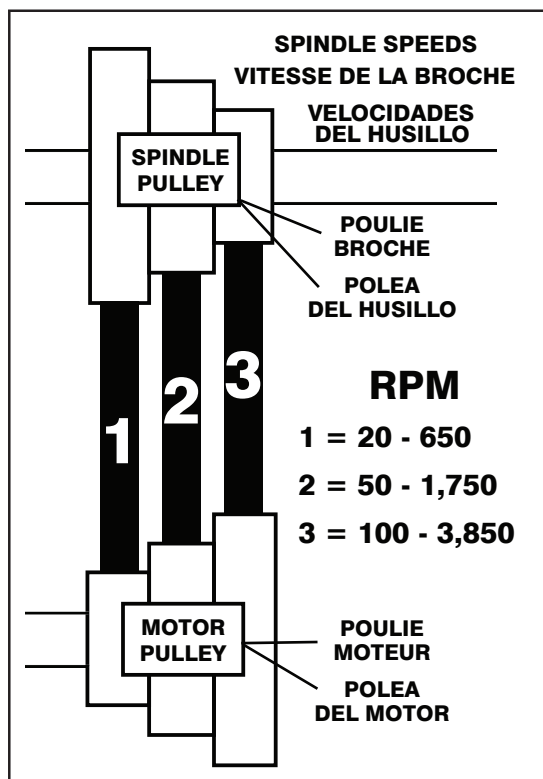 SPINDLE SPEEDS
VITESSE DE LA BROCHE
VELOCIDADES
DEL HUSILLO
SPINDLE
PULLEY
POULIE
BROCHE
POLEA
DEL HUSILLO
1
2
3
RPM
1 = 20 - 650
2 = 50 - 1,750
3 = 100 - 3,850
MOTOR
PULLEY
POULIE
MOTEUR
POLEA
DEL MOTOR